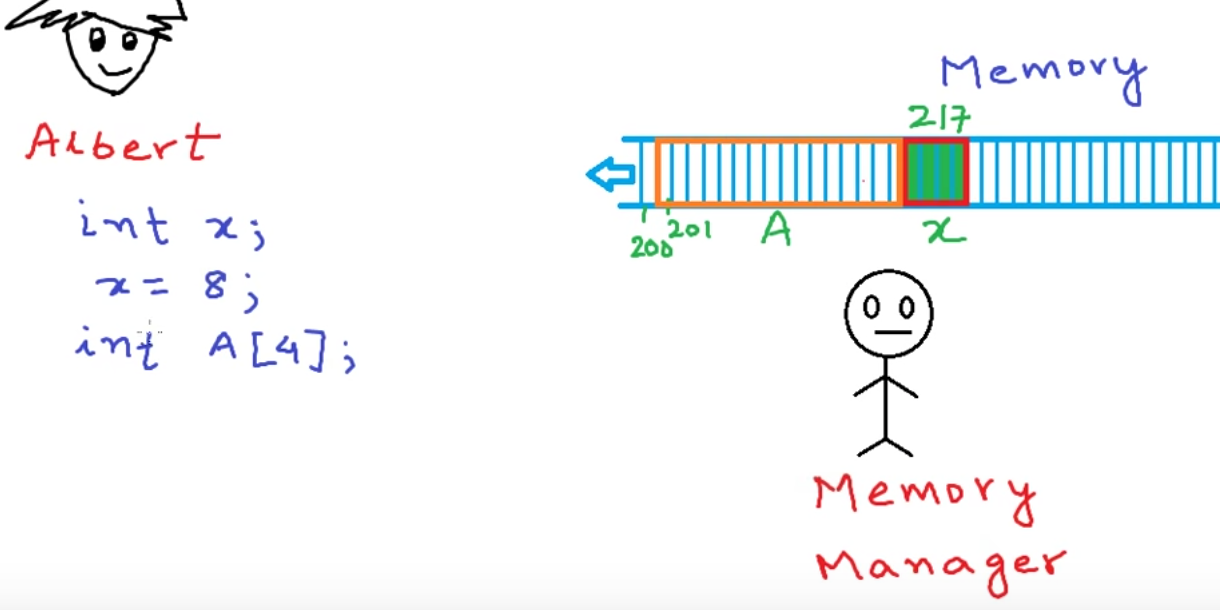 Albert
int x;
x = 8;
int A[4];
Memory
217
200
201
A
x
Memory
Manager